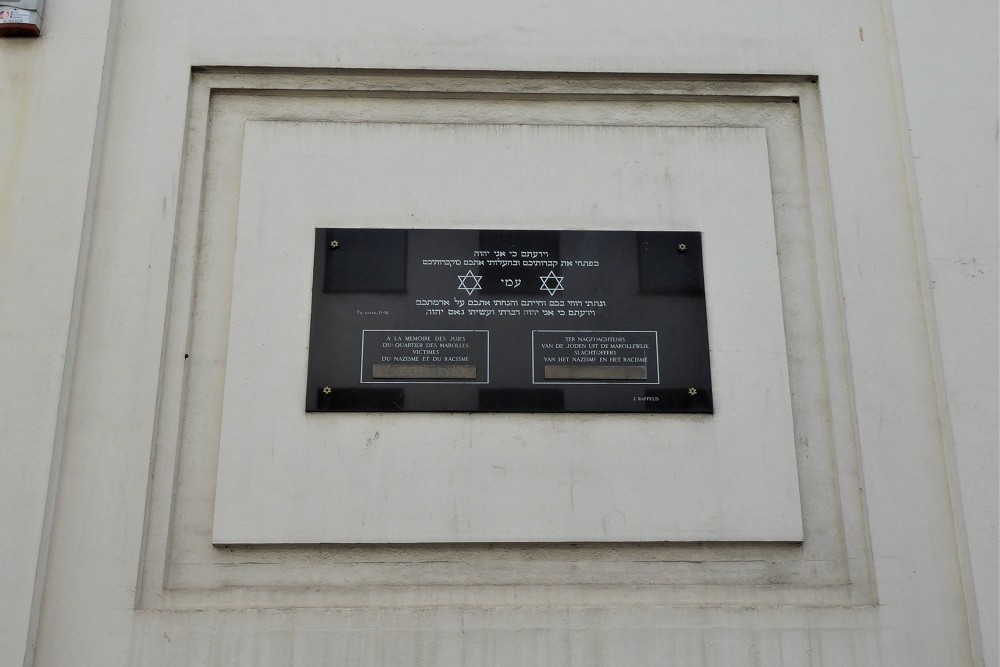 וידעתם כי אני יהוה
בפתחי את קברותיכם ובהעלותי אתכם מקברותיכם
עמי
ונתתי רוחי בכם וחייתם והנחתי אתכם על אדמתכם
וידעתם כי אני יהוה דברתי ועשיתי נאם יהוה
A LA MEMOIRE DES JUIFS
DU QUARTIER DES MAROLLES
VICTIMES
DU NAZISME ET DU RACISME
TER NAGEDACHTENIS
VAN DE JODEN UIT DE MAROLLEWIJK
SLACHTOFFERS
VAN HET NAZISME EN HET RACISME